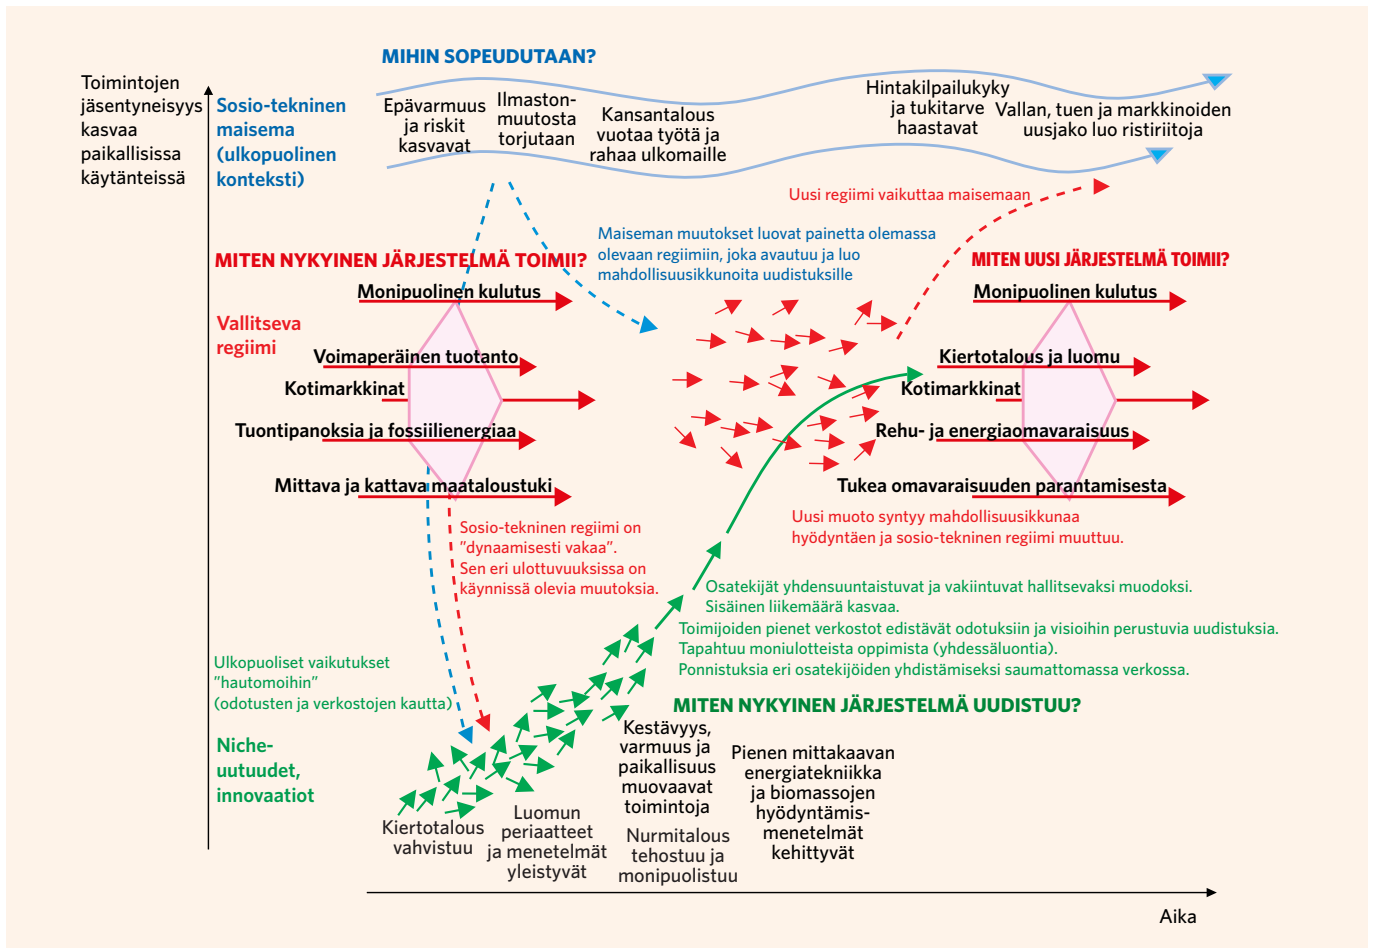 MIHIN SOPEUDUTAAN?
Toimintojen
jäsentyneisyys
kasvaa
paikallisissa
käytänteissä
Sosio-tekninen
maisema
(ulkopuolinen
konteksti)
Epävarmuus
ja riskit
kasvavat
Ilmaston-
muutosta
torjutaan
Kansantalous
vuotaa työtä ja
rahaa ulkomaille
Hintakilpailukyky
ja tukitarve
haastavat
Vallan, tuen ja markkinoiden
uusjako luo ristiriitoja
Uusi regiimi vaikuttaa maisemaan
Maiseman muutokset luovat painetta olemassa
olevaan regiimiin, joka avautuu ja luo
mahdollisuusikkunoita uudistuksille
MITEN NYKYINEN JÄRJESTELMÄ TOIMII?
MITEN UUSI JÄRJESTELMÄ TOIMII?
Vallitseva
regiimi
Monipuolinen kulutus
Voimaperäinen tuotanto
Kotimarkkinat
Tuontipanoksia ja fossiilienergiaa
Mittava ja kattava maataloustuki
Monipuolinen kulutus
Kiertotalous ja luomu
Kotimarkkinat
Rehu- ja energiaomavaraisuus
Tukea omavaraisuuden parantamisesta
Sosio-tekninen regiimi on
"dynaamisesti vakaa".
Sen eri ulottuvuuksissa on
käynnissä olevia muutoksia.
Uusi muoto syntyy mahdollisuusikkunaa
hyödyntäen ja sosio-tekninen regiimi muuttuu.
Osatekijät yhdensuuntaistuvat ja vakiintuvat hallitsevaksi muodoksi.
Sisäinen liikemäärä kasvaa.
Toimijoiden pienet verkostot edistävät odotuksiin ja visioihin perustuvia uudistuksia.
Tapahtuu moniulotteista oppimista (yhdessäluontia).
Ponnistuksia eri osatekijöiden yhdistämiseksi saumattomassa verkossa.
Ulkopuoliset vaikutukset
"hautomoihin"
(odotusten ja verkostojen kautta)
MITEN NYKYINEN JÄRJESTELMÄ UUDISTUU?
Niche-
uutuudet,
innovaatiot
Kiertotalous
vahvistuu
Luomun
periaatteet
ja menetelmät
yleistyvät
Kestävyys,
varmuus ja
paikallisuus
muovaavat
toimintoja
Nurmitalous
tehostuu ja
monipuolistuu
Pienen mittakaavan
energiatekniikka
ja biomassojen
hyödyntämis-
menetelmät
kehittyvät
Aika